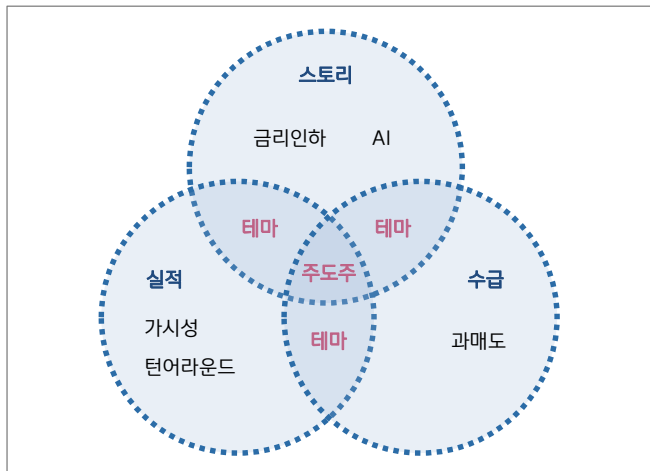 스토리
금리인하 AI
테마 테마
주도주
실적 수급
가시성
턴어라운드
테마
과매도